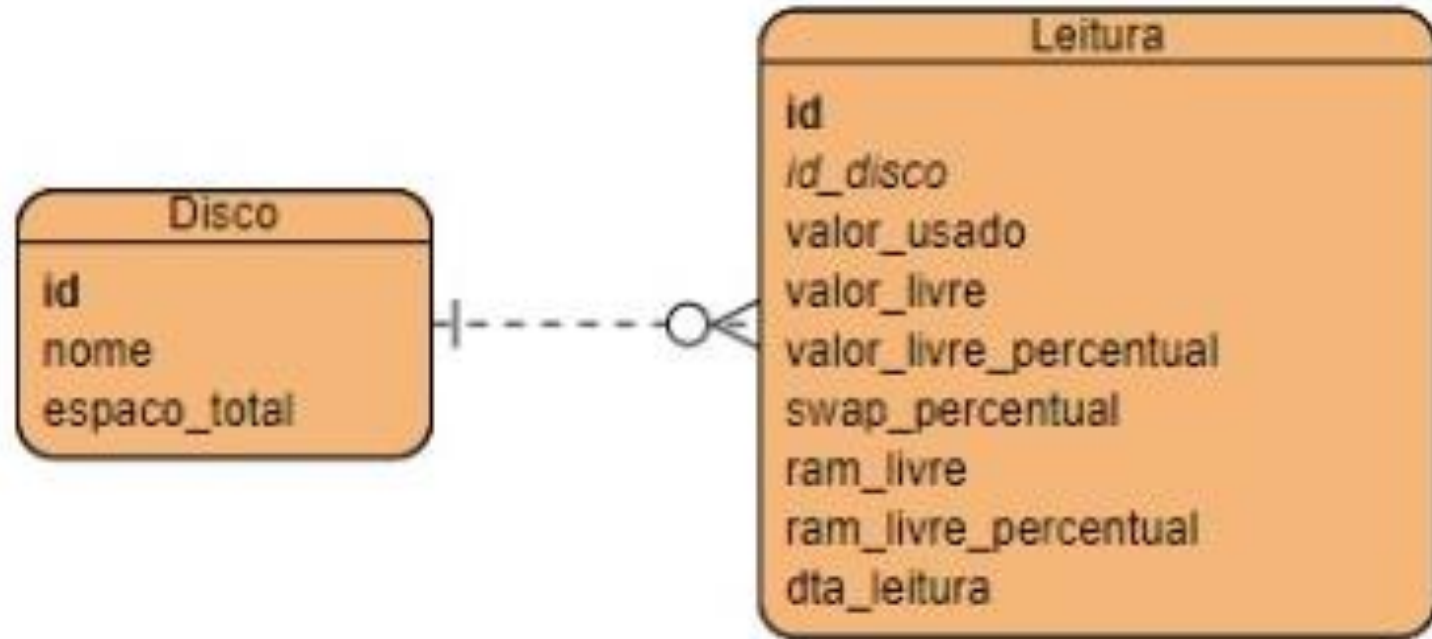 Disco
id
nome
espaco_total
Leitura
id
id_disco
valor_usado
valor_livre
valor_livre_percentual
swap_percentual
ram_livre
ram_livre_percentual
dta_leitura